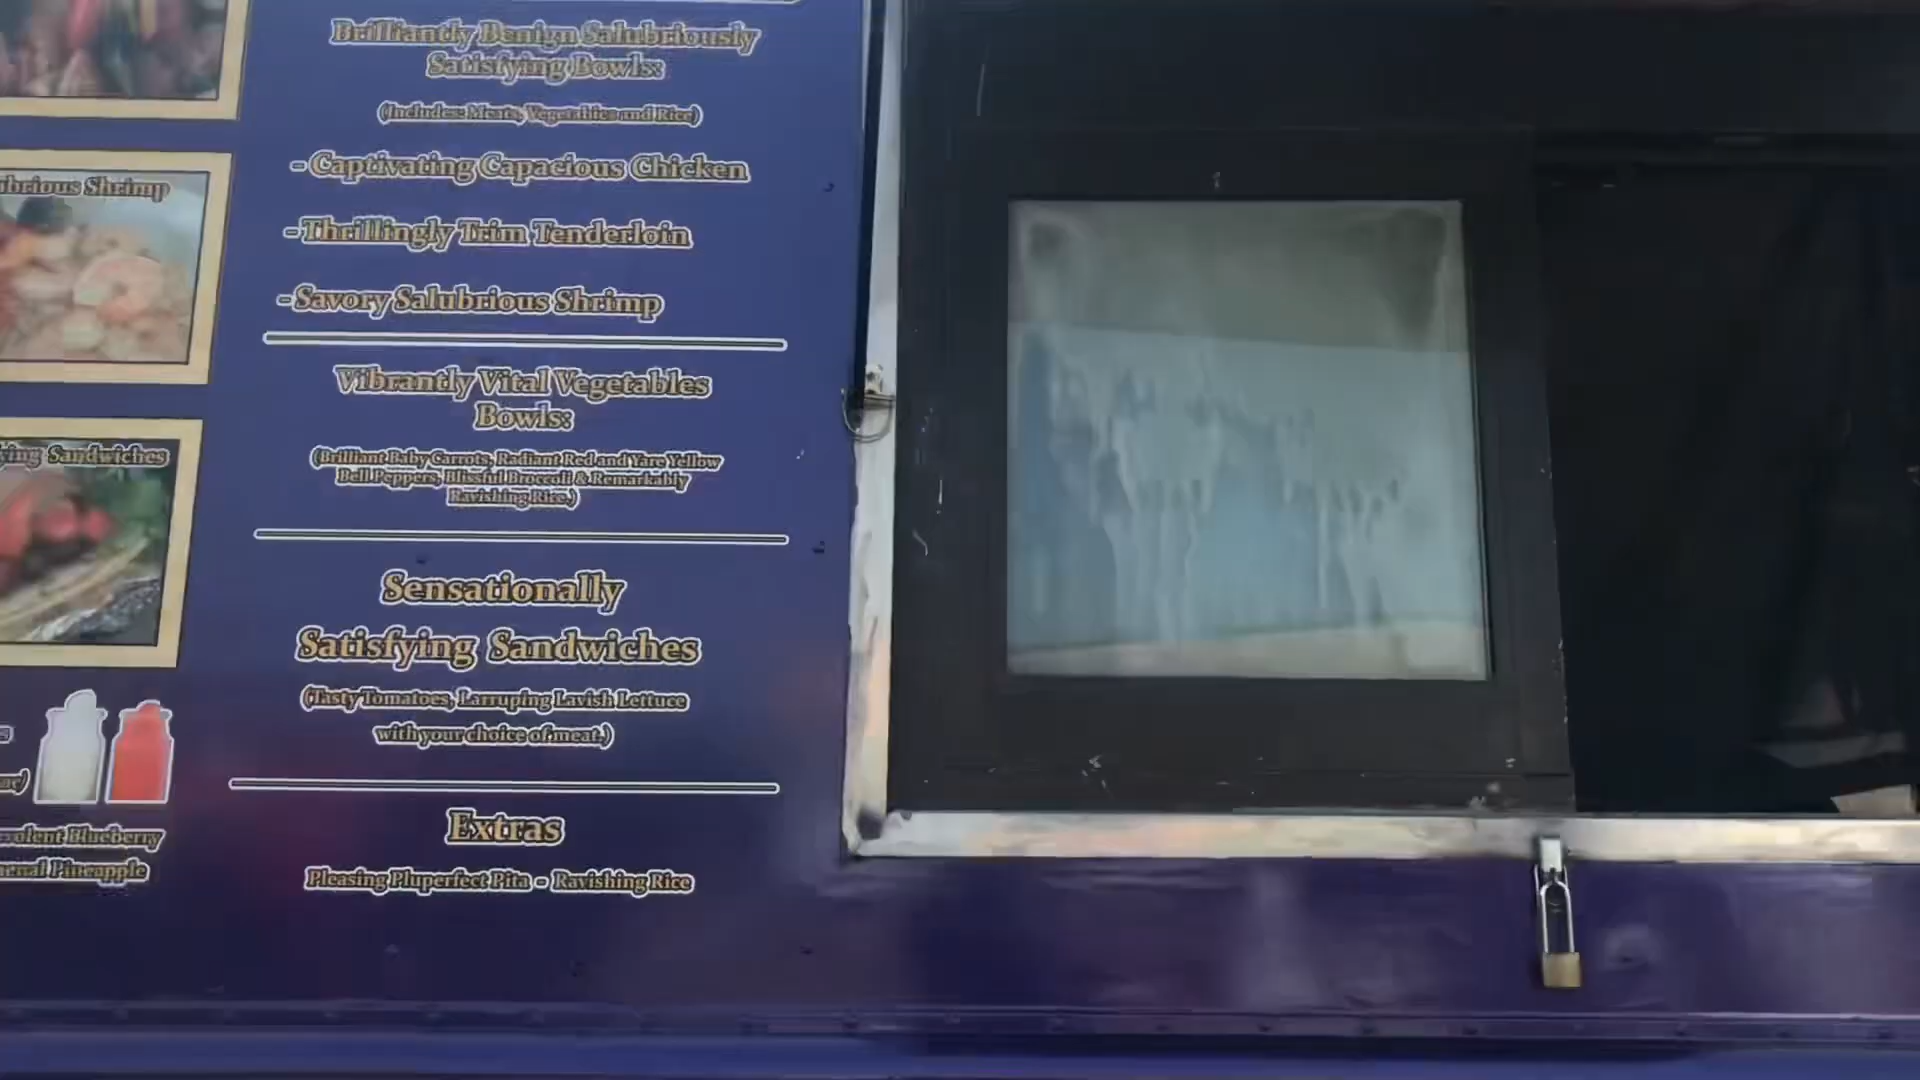 Brilliantly Benign Salubriously
Satisfying Bowls:
(Includes: Meats, Vegetables and Rice)
- Captivating Capacious Chicken
- Thrillingly Trim Tenderloin
- Savory Salubrious Shrimp
Vibrantly Vital Vegetables
Bowls:
(Brilliant Baby Carrots, Radiant Red and Yare Yellow
Bell Peppers, Blissful Broccoli & Remarkably
Ravishing Rice.)
Sensationally
Satisfying Sandwiches
(Tasty Tomatoes, Larruping Lavish Lettuce
with your choice of meat.)
Extras
Pleasing Pluperfect Pita - Ravishing Rice
Shrimp
Sandwiches
Blueberry
Pineapple